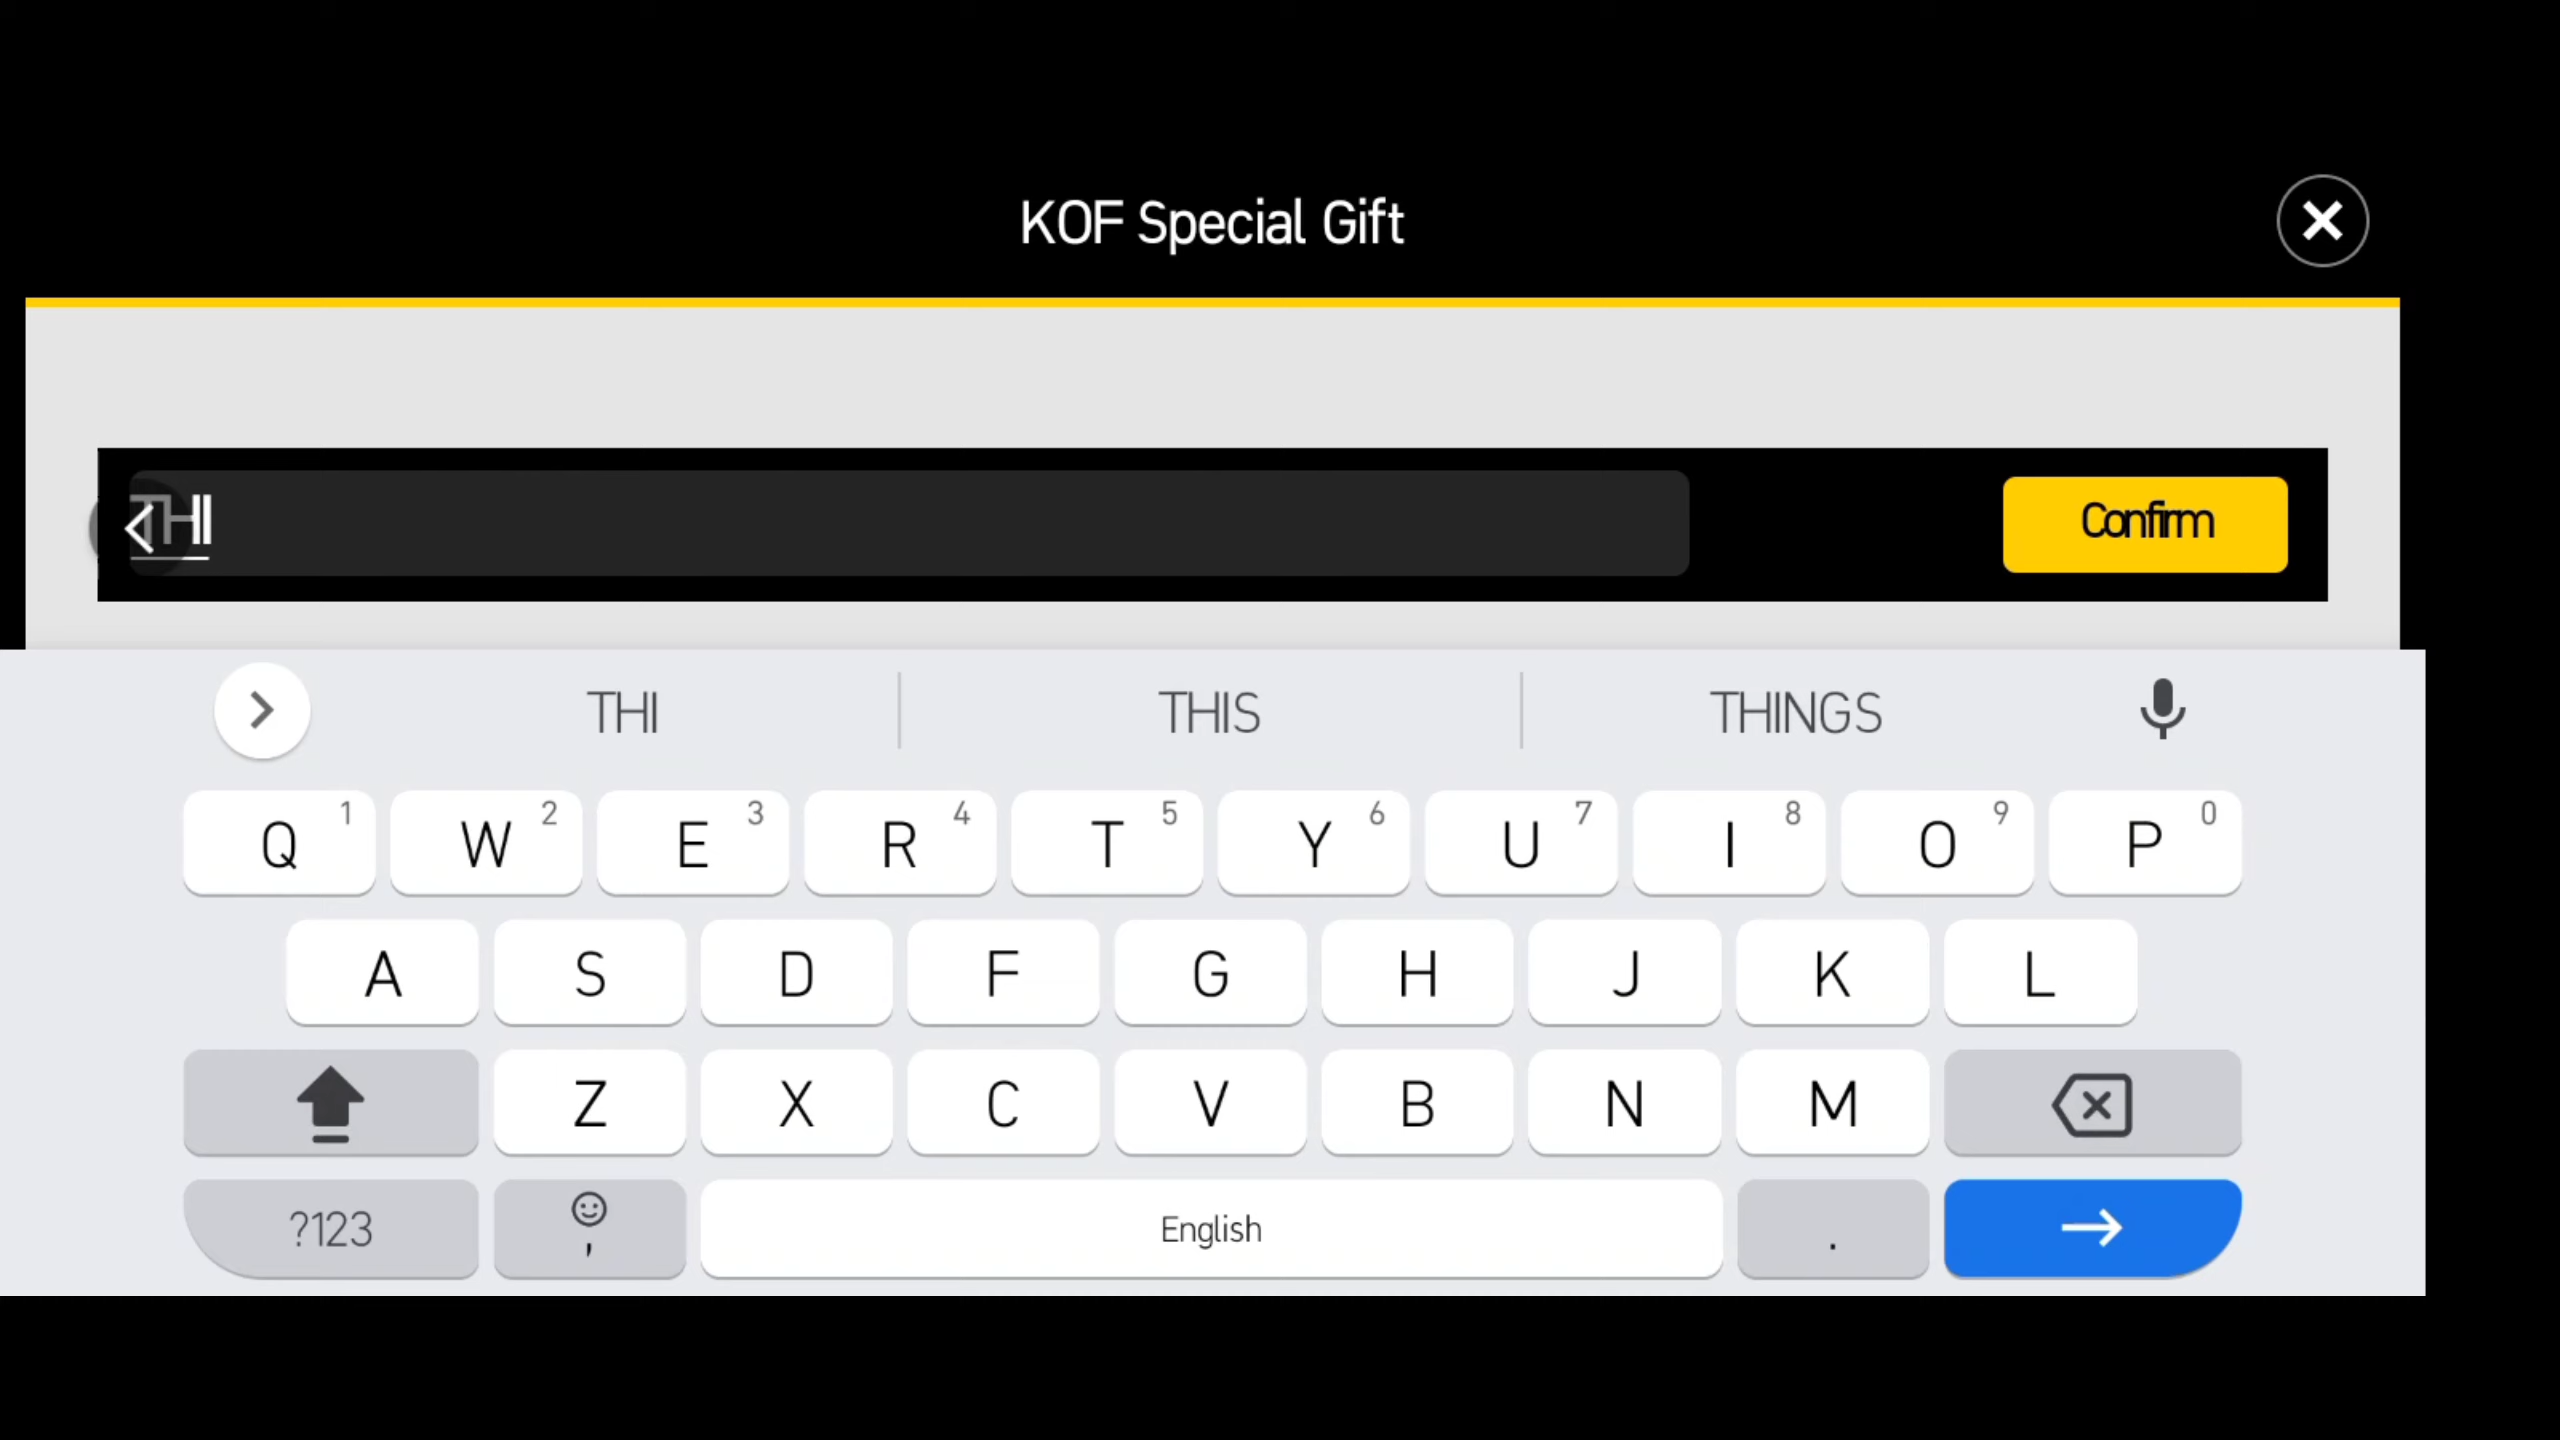 KOF Special Gift
THI
Confirm
THI THIS THINGS
Q 1 W 2 E 3 R 4 T 5 Y 6 U 7 I 8 O 9 P 0
A S D F G H J K L
Z X C V B N M
?123 , English .